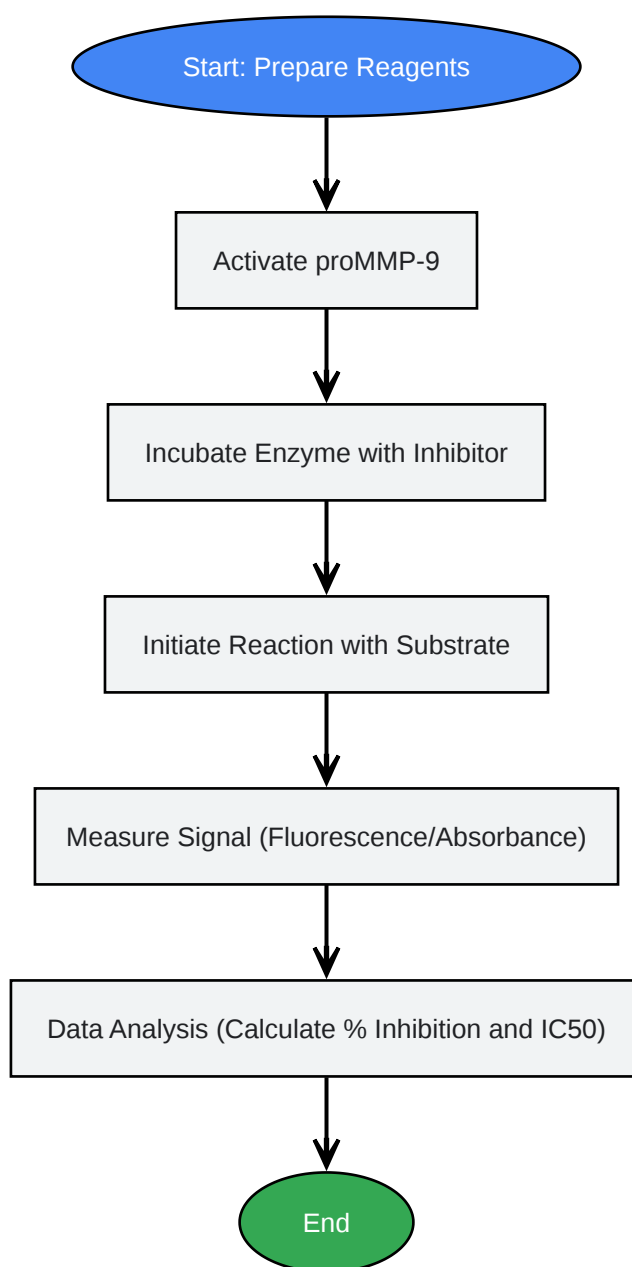 Start: Prepare Reagents
Activate proMMP-9
Incubate Enzyme with Inhibitor
Initiate Reaction with Substrate
Measure Signal (Fluorescence/Absorbance)
Data Analysis (Calculate % Inhibition and IC50)
End